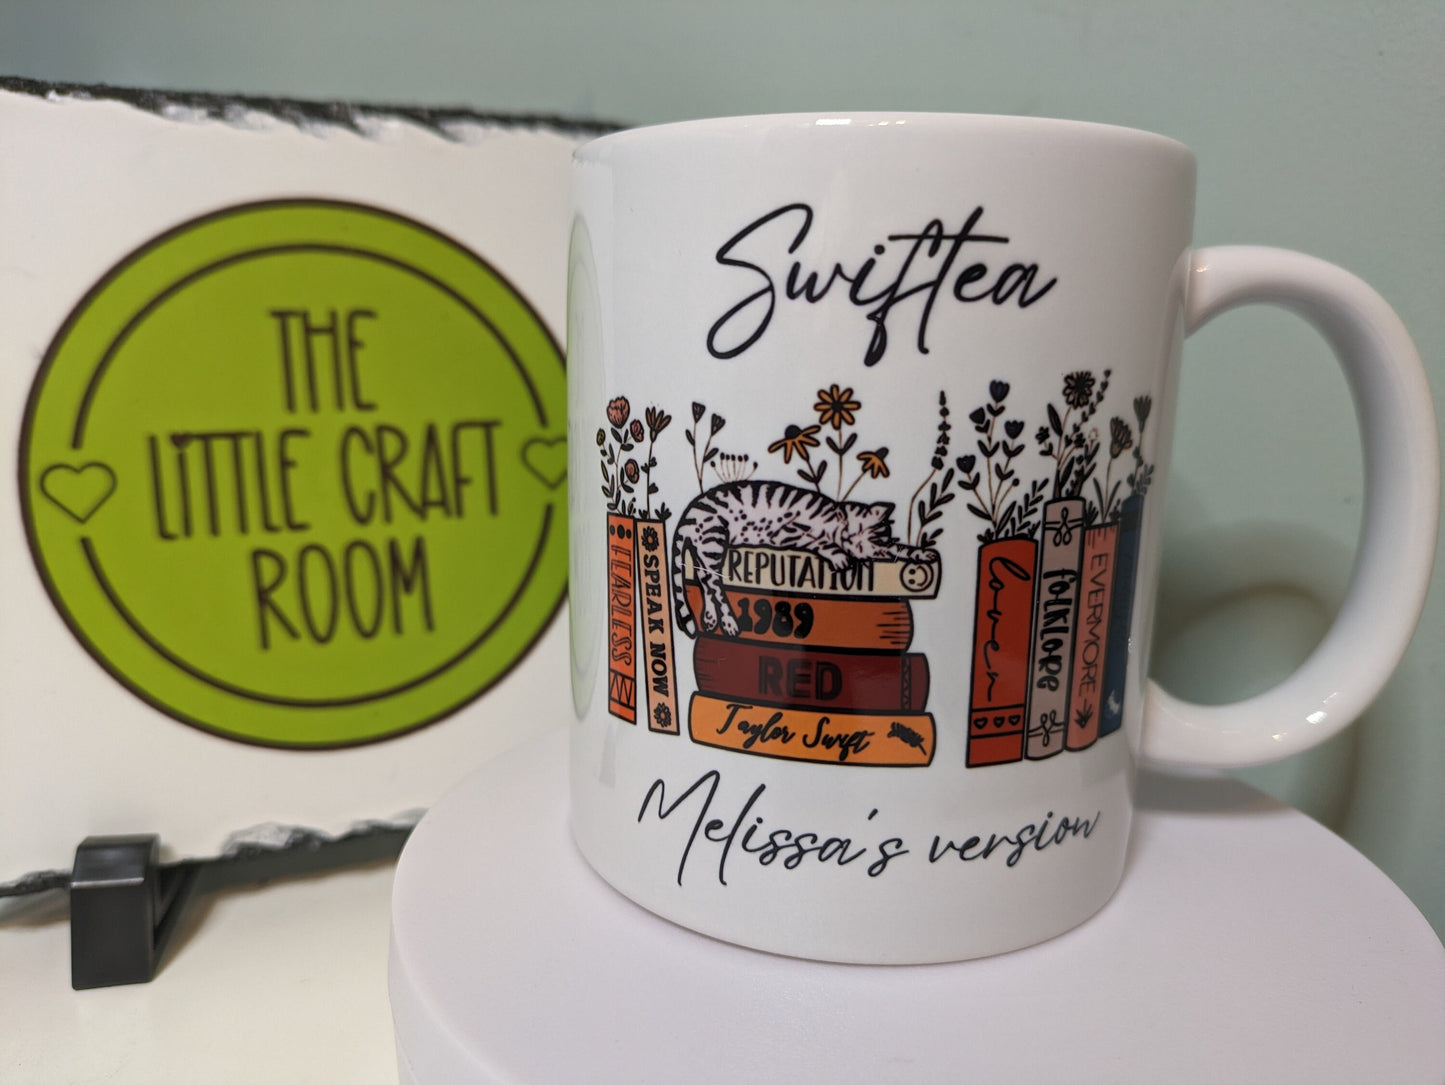 THE
LITTLE CRAFT
ROOM
Swiftea
FEARLESS
SPEAK NOW
REPUTATION
1989
RED
Taylor Swift
lover
folklore
EVERMORE
Melissa's version